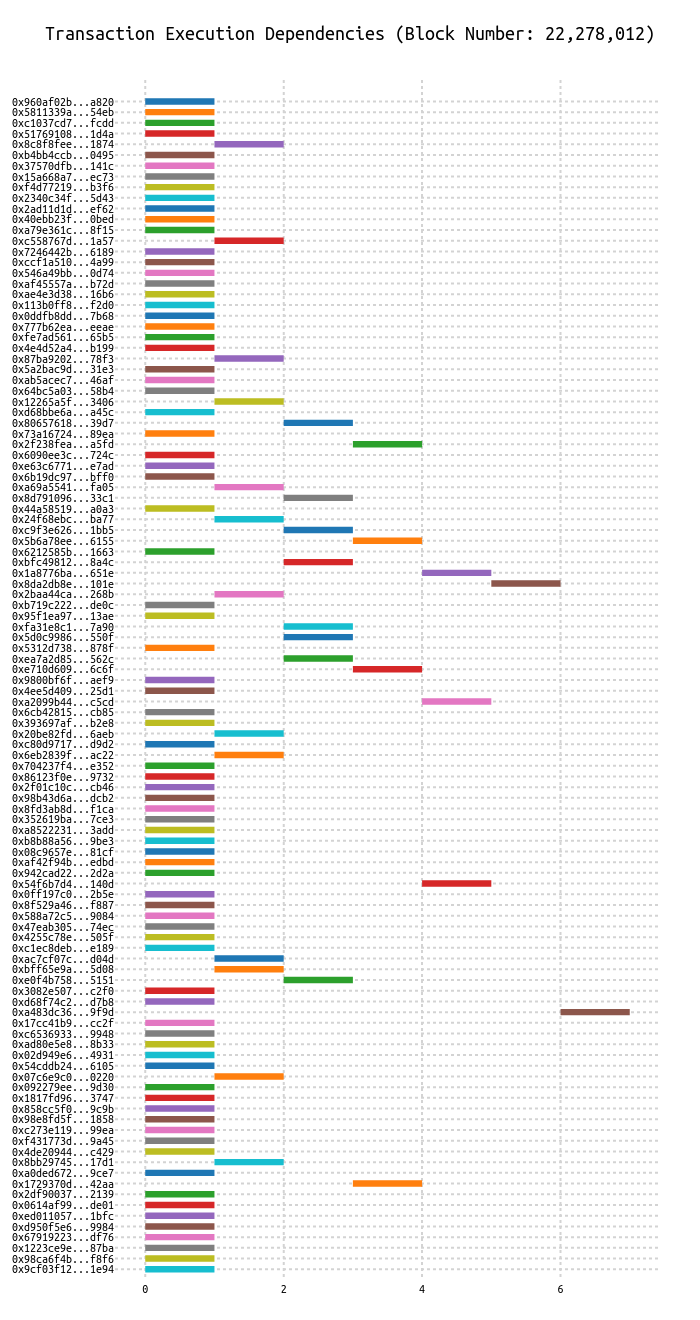 Transaction Execution Dependencies (Block Number: 22,278,012)
0x960af02b...a820
0x5811339a...54eb
0xc1037cd7...fcdd
0x51769108...1d4a
0x8c8f8fee...1874
0xb4bb4ccb...0495
0x37570dfb...141c
0x15a668a7...ec73
0xf4d77219...b3f6
0x2340c34f...5d43
0x2ad11d1d...ef62
0x40ebb23f...0bed
0xa79e361c...8f15
0xc558767d...1a57
0x7246442b...6189
0xccf1a510...4a99
0x546a49bb...0d74
0xaf45557a...b72d
0xae4e3d38...16b6
0x113b0ff8...f2d0
0x0ddfb8dd...7b68
0x777b62ea...eeae
0xfe7ad561...65b5
0x4e4d52a4...b199
0x87ba9202...78f3
0x5a2bac9d...31e3
0xab5acec7...46af
0x64bc5a03...58b4
0x12265a5f...3406
0xd68bbe6a...a45c
0x80657618...39d7
0x73a16724...89ea
0x2f238fea...a5fd
0x6090ee3c...724c
0xe63c6771...e7ad
0x6b19dc97...bff0
0xa69a5541...fa05
0x8d791096...33c1
0x44a58519...a0a3
0x24f68ebc...ba77
0xc9f3e626...1bb5
0x5b6a78ee...6155
0x6212585b...1663
0xbfc49812...8a4c
0x1a8776ba...651e
0x8da2db8e...101e
0x2baa44ca...268b
0xb719c222...de0c
0x95f1ea97...13ae
0xfa31e8c1...7a90
0x5d0c9986...550f
0x5312d738...878f
0xea7a2d85...562c
0xe710d609...6c6f
0x9800bf6f...aef9
0x4ee5d409...25d1
0xa2099b44...c5cd
0x6cb42815...cb85
0x393697af...b2e8
0x20be82fd...6aeb
0xc80d9717...d9d2
0x6eb2839f...ac22
0x704237f4...e352
0x86123f0e...9732
0x2f01c10c...cb46
0x98b43d6a...dcb2
0x8fd3ab8d...f1ca
0x352619ba...7ce3
0xa8522231...3add
0xb8b88a56...9be3
0x08c9657e...81cf
0xaf42f94b...edbd
0x942cad22...2d2a
0x54f6b7d4...140d
0x0ff197c0...2b5e
0x8f529a46...f887
0x588a72c5...9084
0x47eab305...74ec
0x4255c78e...505f
0xc1ec8deb...e189
0xac7cf07c...d04d
0xbff65e9a...5d08
0xe0f4b758...5151
0x3082e507...c2f0
0xd68f74c2...d7b8
0xa483dc36...9f9d
0x17cc41b9...cc2f
0xc6536933...9948
0xad80e5e8...8b33
0x02d949e6...4931
0x54cddb24...6105
0x07c6e9c0...0220
0x092279ee...9d30
0x1817fd96...3747
0x858cc5f0...9c9b
0x98e8fd5f...1858
0xc273e119...99ea
0xf431773d...9a45
0x4de20944...c429
0x8bb29745...17d1
0xa0ded672...9ce7
0x1729370d...42aa
0x2df90037...2139
0x0614af99...de01
0xed011057...1bfc
0xd950f5e6...9984
0x67919223...df76
0x1223ce9e...87ba
0x98ca6f4b...f8f6
0x9cf03f12...1e94
0 2 4 6